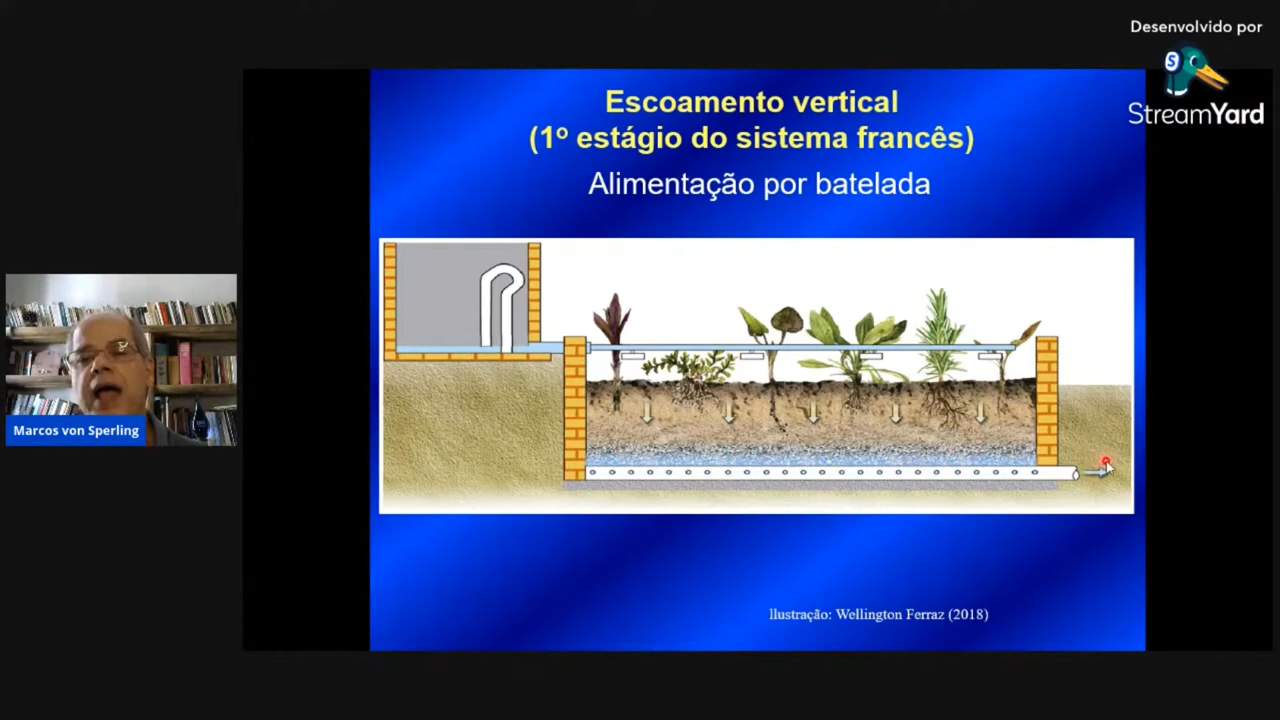 Desenvolvido por
StreamYard
Escoamento vertical
(1º estágio do sistema francês)
Alimentação por batelada
Marcos von Sperling
llustração: Wellington Ferraz (2018)